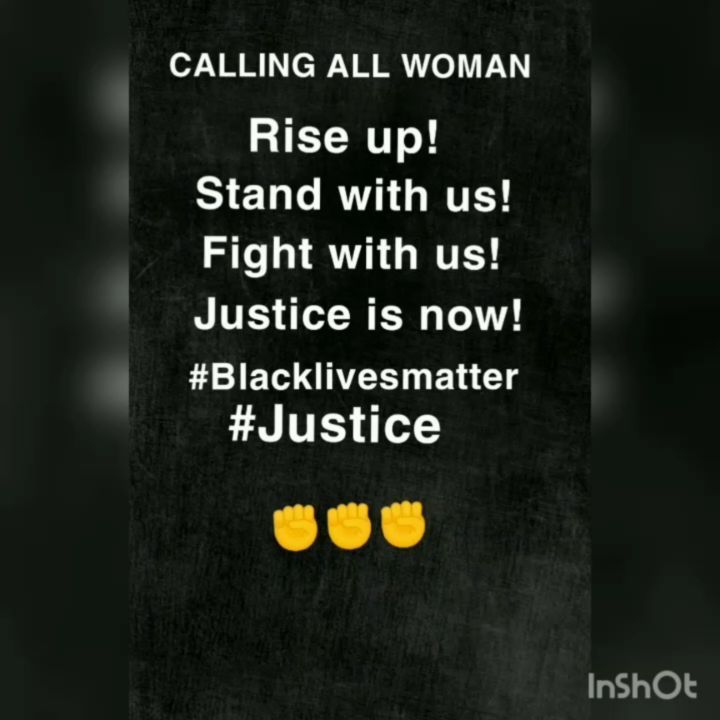 CALLING ALL WOMAN
Rise up!
Stand with us!
Fight with us!
Justice is now!
#Blacklivesmatter
#Justice
✊✊✊
InShOt